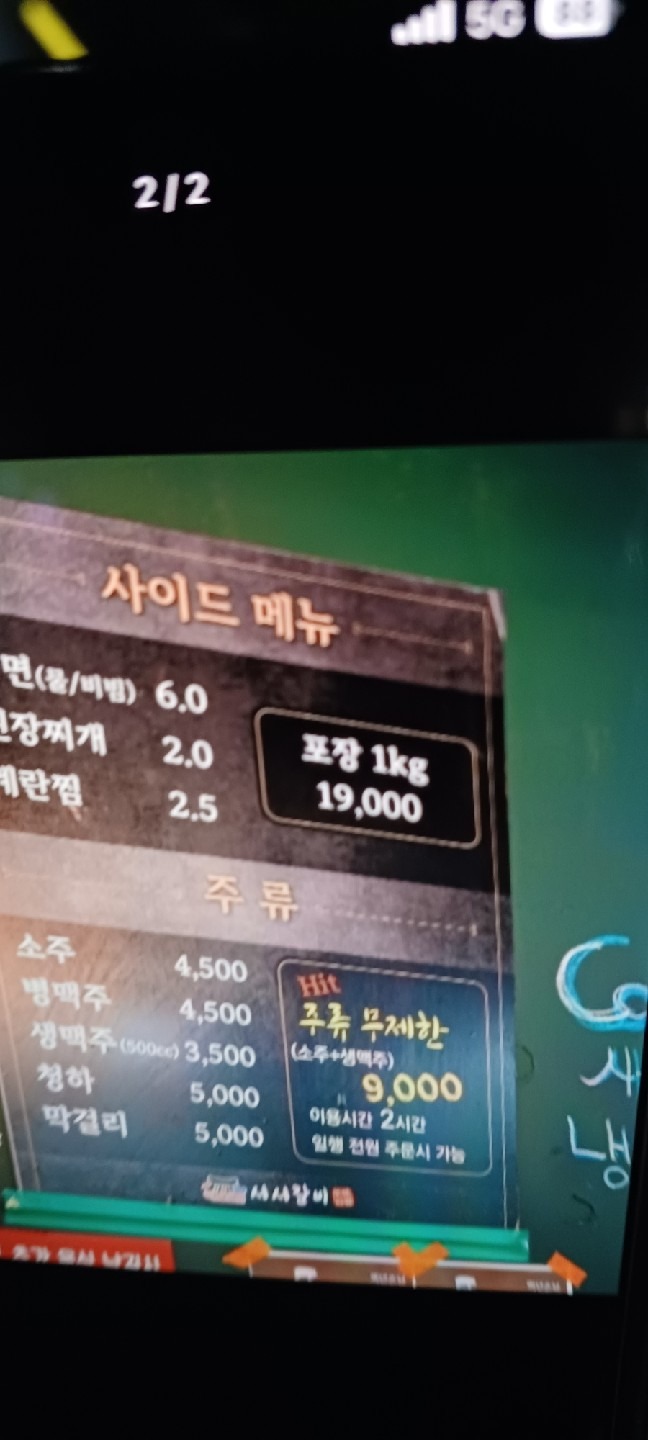 5G 88
2/2
사이드 메뉴
면(물/비빔) 6.0
된장찌개 2.0
계란찜 2.5
포장 1kg
19,000
주류
소주 4,500
병맥주 4,500
생맥주(500cc) 3,500
청하 5,000
막걸리 5,000
Hit
주류 무제한
(소주+생맥주)
9,000
이용시간 2시간
일행 전원 주문시 가능